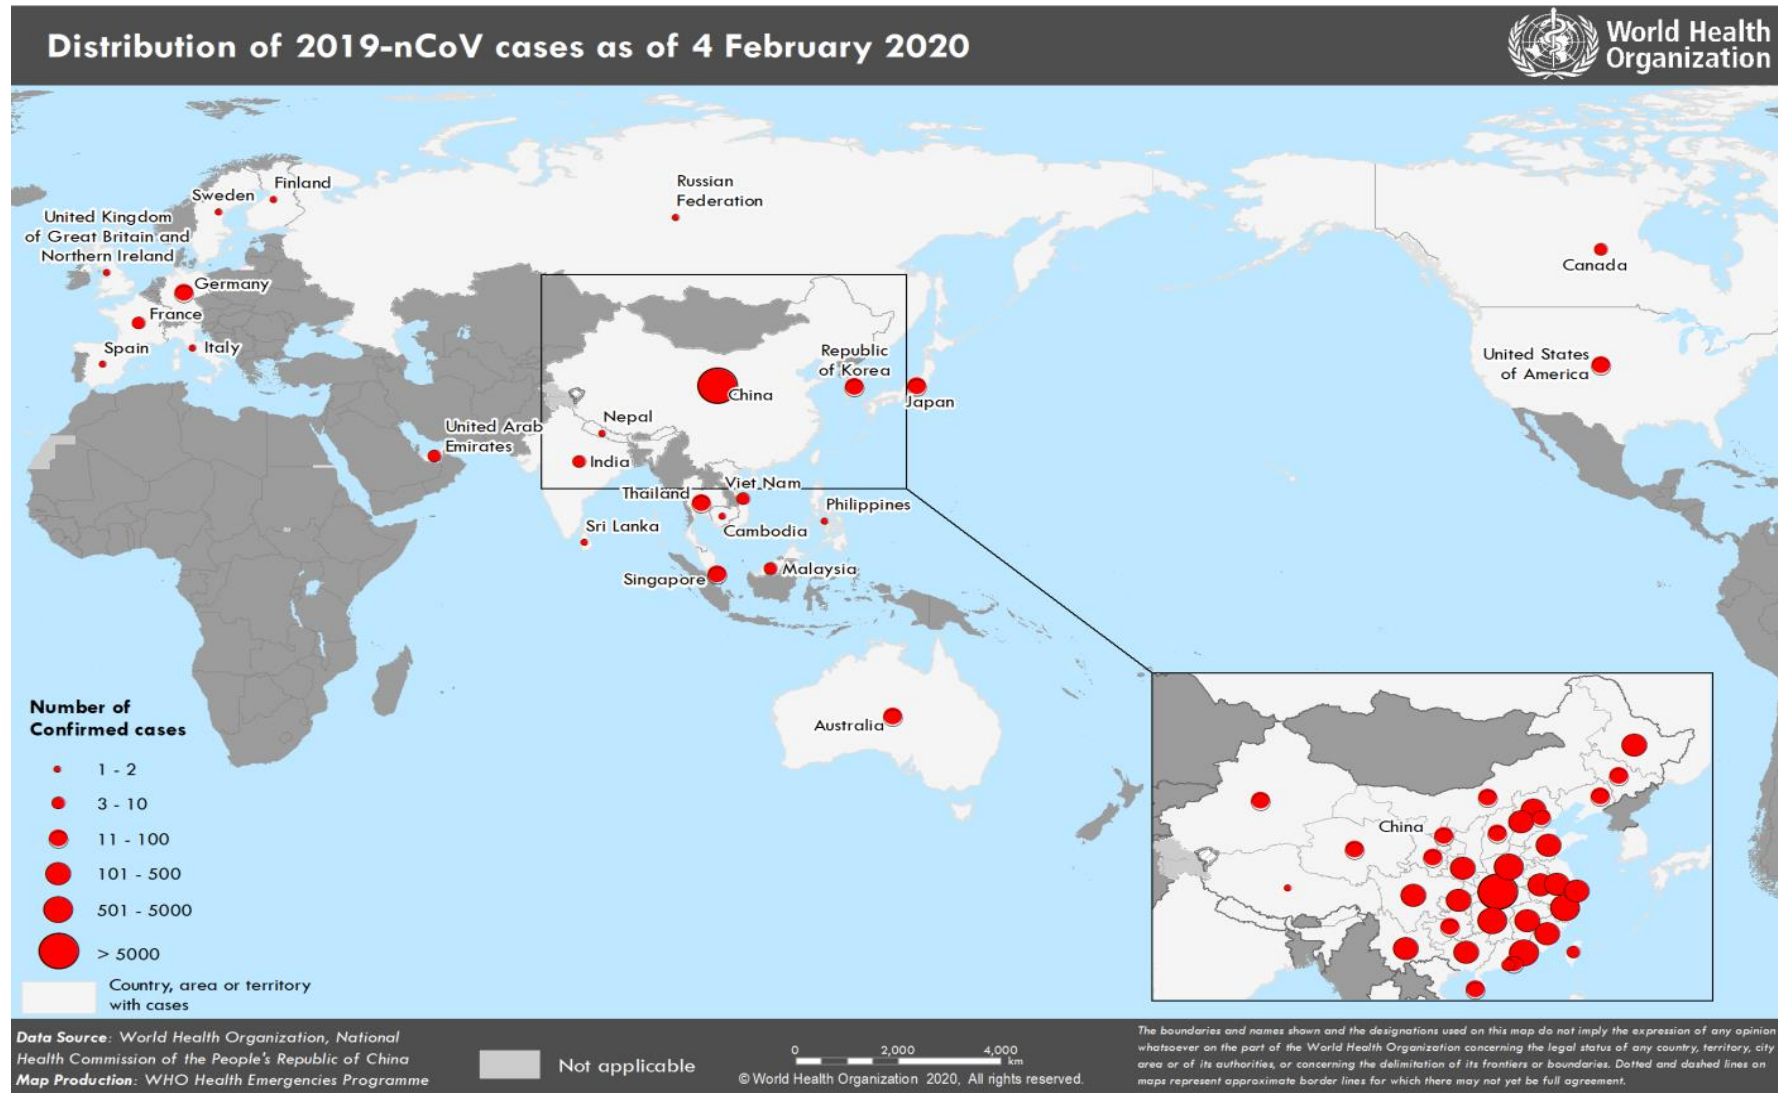 Distribution of 2019-nCoV cases as of 4 February 2020
World Health
Organization
Finland
Sweden
Russian
Federation
United Kingdom
of Great Britain and
Northern Ireland
Germany
France
Spain
Italy
Canada
United States
of America
Republic
of Korea
China
Japan
Nepal
United Arab
Emirates
India
Thailand
Viet Nam
Philippines
Cambodia
Sri Lanka
Singapore
Malaysia
Australia
China
Number of
Confirmed cases
1 - 2
3 - 10
11 - 100
101 - 500
501 - 5000
> 5000
Country, area or territory
with cases
Data Source: World Health Organization, National
Health Commission of the People's Republic of China
Map Production: WHO Health Emergencies Programme
Not applicable
0 2,000 4,000
km
© World Health Organization 2020, All rights reserved.
The boundaries and names shown and the designations used on this map do not imply the expression of any opinion
whatsoever on the part of the World Health Organization concerning the legal status of any country, territory, city
area or of its authorities, or concerning the delimitation of its frontiers or boundaries. Dotted and dashed lines on
maps represent approximate border lines for which there may not yet be full agreement.